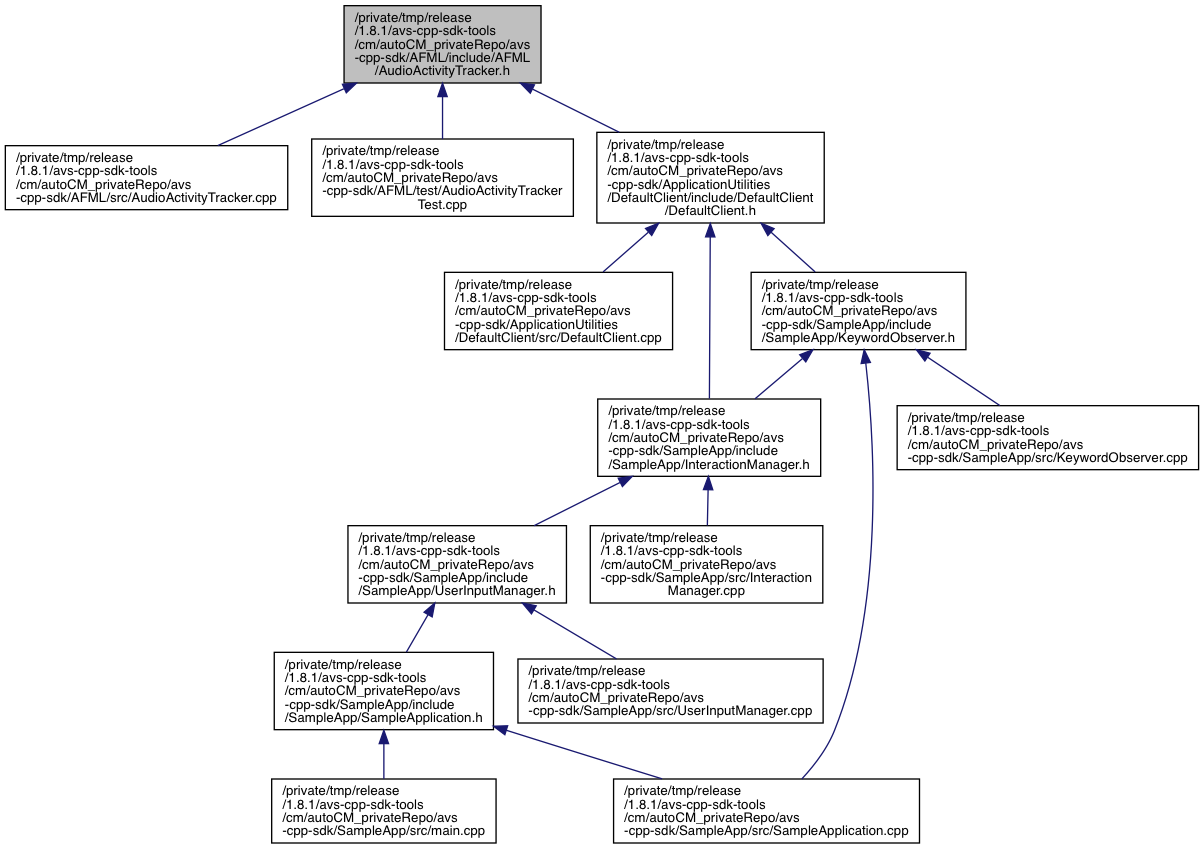 /private/tmp/release
/1.8.1/avs-cpp-sdk-tools
/cm/autoCM_privateRepo/avs
-cpp-sdk/AFML/include/AFML
/AudioActivityTracker.h
/private/tmp/release
/1.8.1/avs-cpp-sdk-tools
/cm/autoCM_privateRepo/avs
-cpp-sdk/AFML/src/AudioActivityTracker.cpp
/private/tmp/release
/1.8.1/avs-cpp-sdk-tools
/cm/autoCM_privateRepo/avs
-cpp-sdk/AFML/test/AudioActivityTracker
Test.cpp
/private/tmp/release
/1.8.1/avs-cpp-sdk-tools
/cm/autoCM_privateRepo/avs
-cpp-sdk/ApplicationUtilities
/DefaultClient/include/DefaultClient
/DefaultClient.h
/private/tmp/release
/1.8.1/avs-cpp-sdk-tools
/cm/autoCM_privateRepo/avs
-cpp-sdk/ApplicationUtilities
/DefaultClient/src/DefaultClient.cpp
/private/tmp/release
/1.8.1/avs-cpp-sdk-tools
/cm/autoCM_privateRepo/avs
-cpp-sdk/SampleApp/include
/SampleApp/KeywordObserver.h
/private/tmp/release
/1.8.1/avs-cpp-sdk-tools
/cm/autoCM_privateRepo/avs
-cpp-sdk/SampleApp/include
/SampleApp/InteractionManager.h
/private/tmp/release
/1.8.1/avs-cpp-sdk-tools
/cm/autoCM_privateRepo/avs
-cpp-sdk/SampleApp/src/KeywordObserver.cpp
/private/tmp/release
/1.8.1/avs-cpp-sdk-tools
/cm/autoCM_privateRepo/avs
-cpp-sdk/SampleApp/include
/SampleApp/UserInputManager.h
/private/tmp/release
/1.8.1/avs-cpp-sdk-tools
/cm/autoCM_privateRepo/avs
-cpp-sdk/SampleApp/src/Interaction
Manager.cpp
/private/tmp/release
/1.8.1/avs-cpp-sdk-tools
/cm/autoCM_privateRepo/avs
-cpp-sdk/SampleApp/include
/SampleApp/SampleApplication.h
/private/tmp/release
/1.8.1/avs-cpp-sdk-tools
/cm/autoCM_privateRepo/avs
-cpp-sdk/SampleApp/src/UserInputManager.cpp
/private/tmp/release
/1.8.1/avs-cpp-sdk-tools
/cm/autoCM_privateRepo/avs
-cpp-sdk/SampleApp/src/main.cpp
/private/tmp/release
/1.8.1/avs-cpp-sdk-tools
/cm/autoCM_privateRepo/avs
-cpp-sdk/SampleApp/src/SampleApplication.cpp